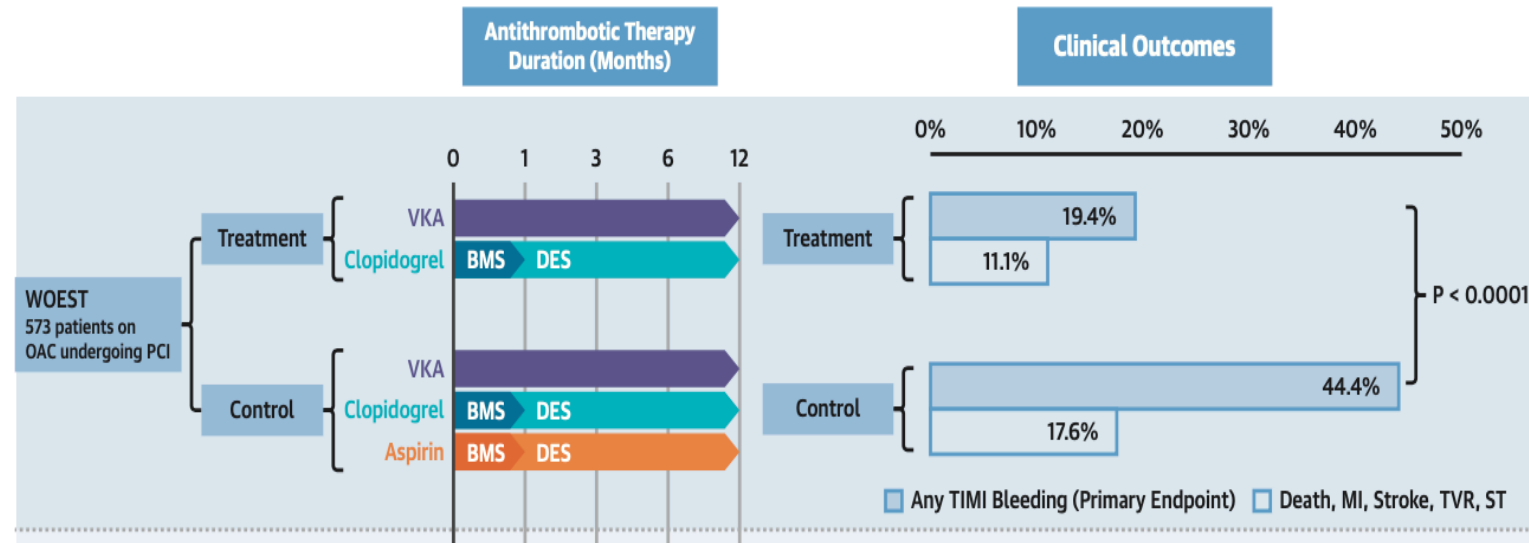 Antithrombotic Therapy
Duration (Months)
Clinical Outcomes
0% 10% 20% 30% 40% 50%
0 1 3 6 12
WOEST
573 patients on
OAC undergoing PCI
Treatment
VKA
Clopidogrel
BMS DES
Treatment
19.4%
11.1%
P < 0.0001
Control
VKA
Clopidogrel
BMS DES
Aspirin
BMS DES
Control
44.4%
17.6%
Any TIMI Bleeding (Primary Endpoint) Death, MI, Stroke, TVR, ST